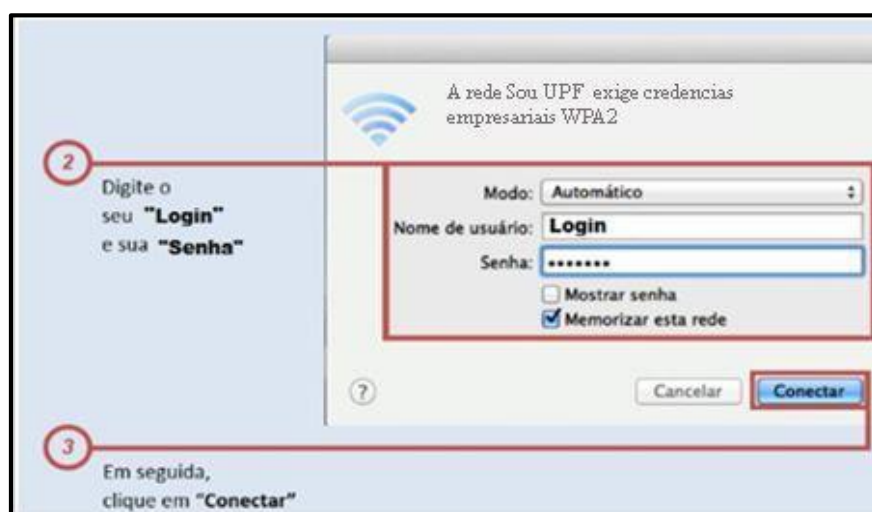 A rede Sou UPF exige credencias
empresariais WPA2
2
Digite o
seu "Login"
e sua "Senha"
Modo: Automático
Nome de usuário: Login
Senha: •••••••
Mostrar senha
Memorizar esta rede
?
Cancelar
Conectar
3
Em seguida,
clique em "Conectar"